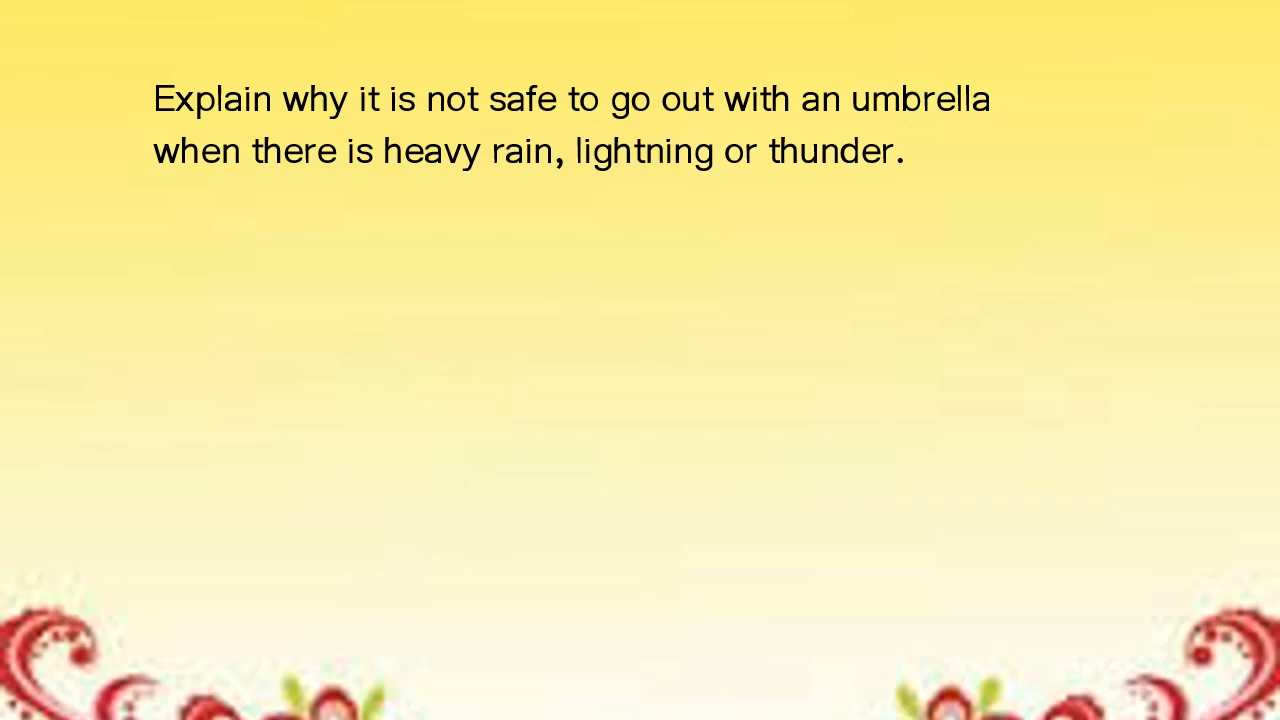 Explain why it is not safe to go out with an umbrella
when there is heavy rain, lightning or thunder.